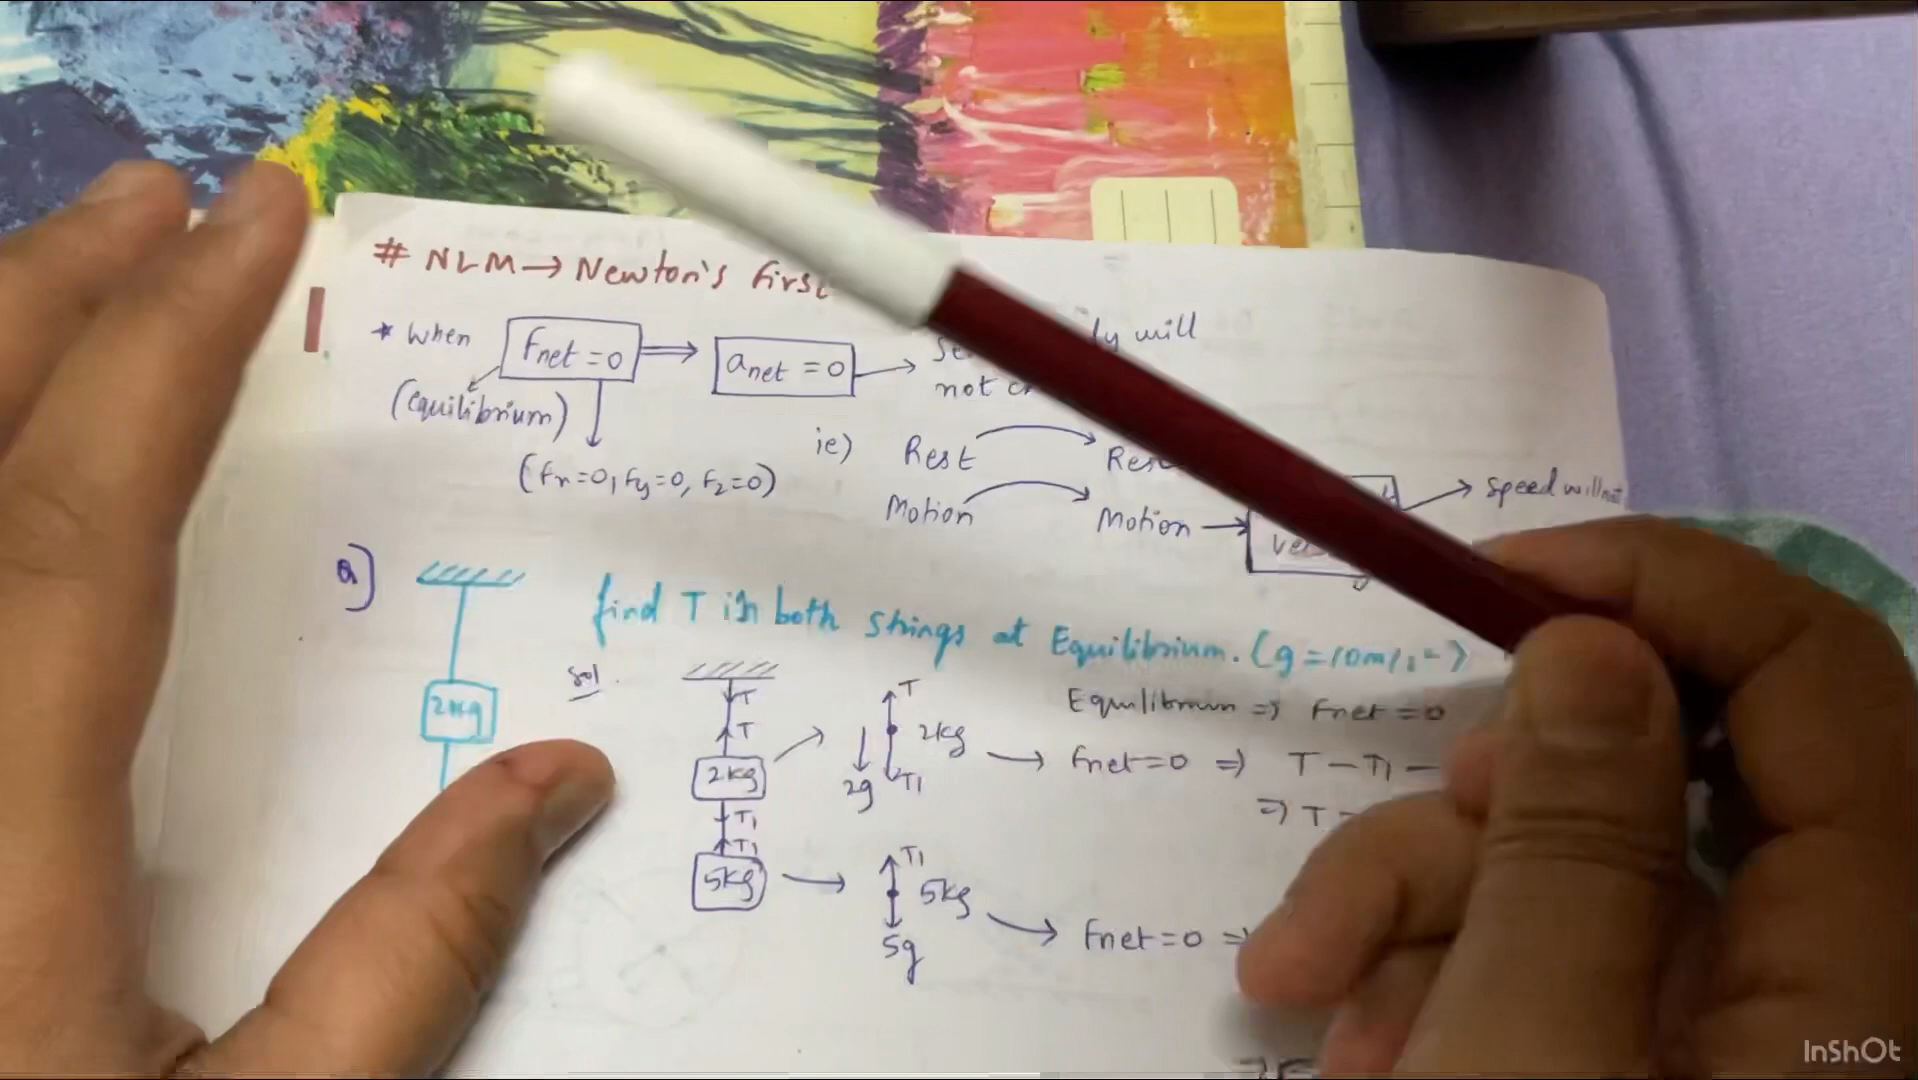 # NLM → Newton's first
* When Fnet = 0 ⇒ anet = 0 → will
not
(equilibrium)
(Fx=0, Fy=0, Fz=0)
ie) Rest
Motion Motion → → Speed will not
Q)
find T in both strings at Equilibrium. (g=10m/s²)
2kg
Sol.
T
T
2kg
T1
T1
5kg
T
2kg
2g T1
T1
5kg
5g
Equilibrium ⇒ Fnet = 0
→ Fnet=0 ⇒ T – T1 –
⇒ T –
→ Fnet = 0 ⇒
InShOt